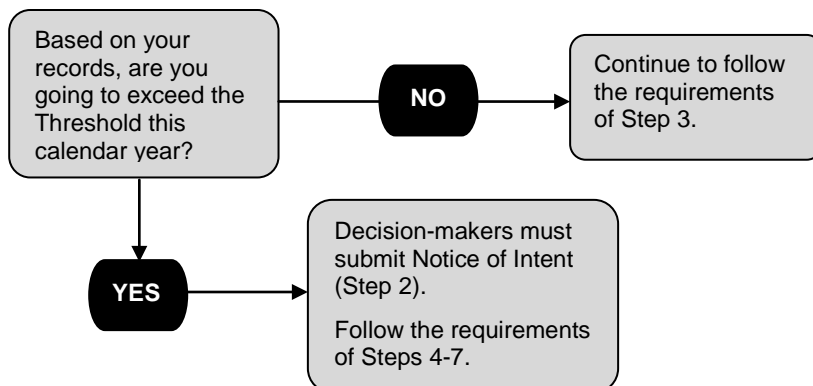 Based on your
records, are you
going to exceed the
Threshold this
calendar year?
NO
Continue to follow
the requirements
of Step 3.
YES
Decision-makers must
submit Notice of Intent
(Step 2).
Follow the requirements
of Steps 4-7.